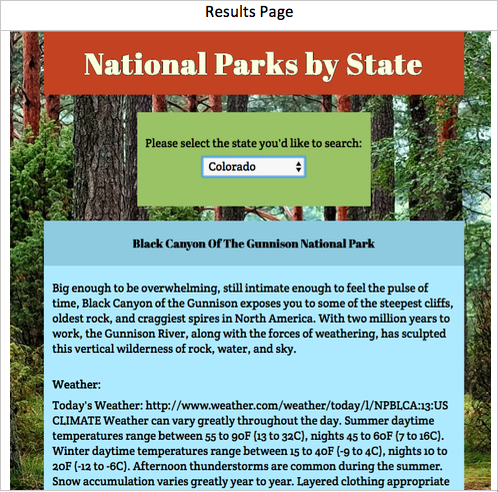 Results Page
National Parks by State
Please select the state you'd like to search:
Colorado
Black Canyon Of The Gunnison National Park
Big enough to be overwhelming, still intimate enough to feel the pulse of
time, Black Canyon of the Gunnison exposes you to some of the steepest cliffs,
oldest rock, and craggiest spires in North America. With two million years to
work, the Gunnison River, along with the forces of weathering, has sculpted
this vertical wilderness of rock, water, and sky.
Weather:
Today's Weather: http://www.weather.com/weather/today/l/NPBLCA:13:US
CLIMATE Weather can vary greatly throughout the day. Summer daytime
temperatures range between 55 to 90F (13 to 32C), nights 45 to 60F (7 to 16C).
Winter daytime temperatures range between 15 to 40F (-9 to 4C), nights 10 to
20F (-12 to -6C). Afternoon thunderstorms are common during the summer.
Snow accumulation varies greatly year to year. Layered clothing appropriate